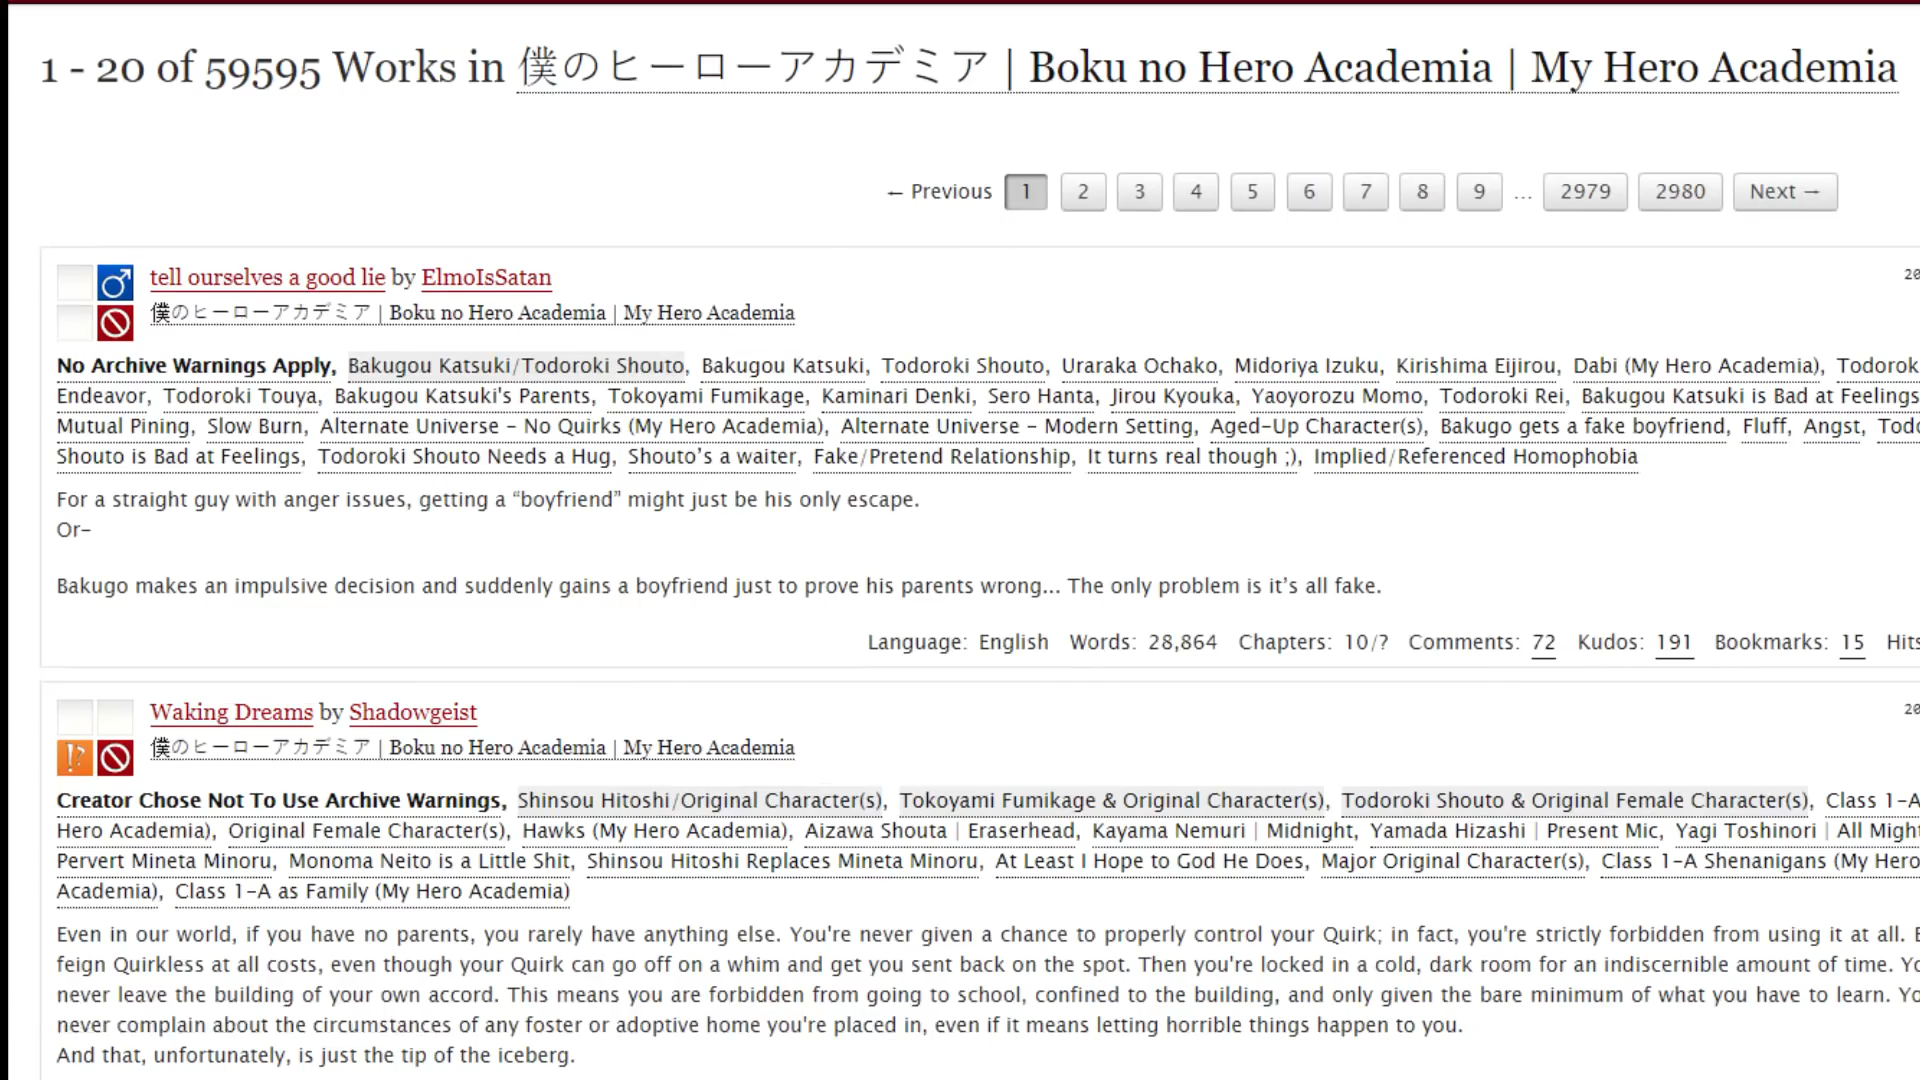 1 - 20 of 59595 Works in 僕のヒーローアカデミア | Boku no Hero Academia | My Hero Academia
← Previous 1 2 3 4 5 6 7 8 9 … 2979 2980 Next →
tell ourselves a good lie by ElmoIsSatan
20
僕のヒーローアカデミア | Boku no Hero Academia | My Hero Academia
No Archive Warnings Apply, Bakugou Katsuki/Todoroki Shouto, Bakugou Katsuki, Todoroki Shouto, Uraraka Ochako, Midoriya Izuku, Kirishima Eijirou, Dabi (My Hero Academia), Todorok
Endeavor, Todoroki Touya, Bakugou Katsuki's Parents, Tokoyami Fumikage, Kaminari Denki, Sero Hanta, Jirou Kyouka, Yaoyorozu Momo, Todoroki Rei, Bakugou Katsuki is Bad at Feelings
Mutual Pining, Slow Burn, Alternate Universe - No Quirks (My Hero Academia), Alternate Universe - Modern Setting, Aged-Up Character(s), Bakugo gets a fake boyfriend, Fluff, Angst, Todo
Shouto is Bad at Feelings, Todoroki Shouto Needs a Hug, Shouto’s a waiter, Fake/Pretend Relationship, It turns real though ;), Implied/Referenced Homophobia
For a straight guy with anger issues, getting a “boyfriend” might just be his only escape.
Or-
Bakugo makes an impulsive decision and suddenly gains a boyfriend just to prove his parents wrong... The only problem is it’s all fake.
Language: English Words: 28,864 Chapters: 10/? Comments: 72 Kudos: 191 Bookmarks: 15 Hits
Waking Dreams by Shadowgeist
20
!?
僕のヒーローアカデミア | Boku no Hero Academia | My Hero Academia
Creator Chose Not To Use Archive Warnings, Shinsou Hitoshi/Original Character(s), Tokoyami Fumikage & Original Character(s), Todoroki Shouto & Original Female Character(s), Class 1-A
Hero Academia), Original Female Character(s), Hawks (My Hero Academia), Aizawa Shouta | Eraserhead, Kayama Nemuri | Midnight, Yamada Hizashi | Present Mic, Yagi Toshinori | All Might
Pervert Mineta Minoru, Monoma Neito is a Little Shit, Shinsou Hitoshi Replaces Mineta Minoru, At Least I Hope to God He Does, Major Original Character(s), Class 1-A Shenanigans (My Hero
Academia), Class 1-A as Family (My Hero Academia)
Even in our world, if you have no parents, you rarely have anything else. You're never given a chance to properly control your Quirk; in fact, you're strictly forbidden from using it at all.
feign Quirkless at all costs, even though your Quirk can go off on a whim and get you sent back on the spot. Then you're locked in a cold, dark room for an indiscernible amount of time. Yo
never leave the building of your own accord. This means you are forbidden from going to school, confined to the building, and only given the bare minimum of what you have to learn. Yo
never complain about the circumstances of any foster or adoptive home you're placed in, even if it means letting horrible things happen to you.
And that, unfortunately, is just the tip of the iceberg.